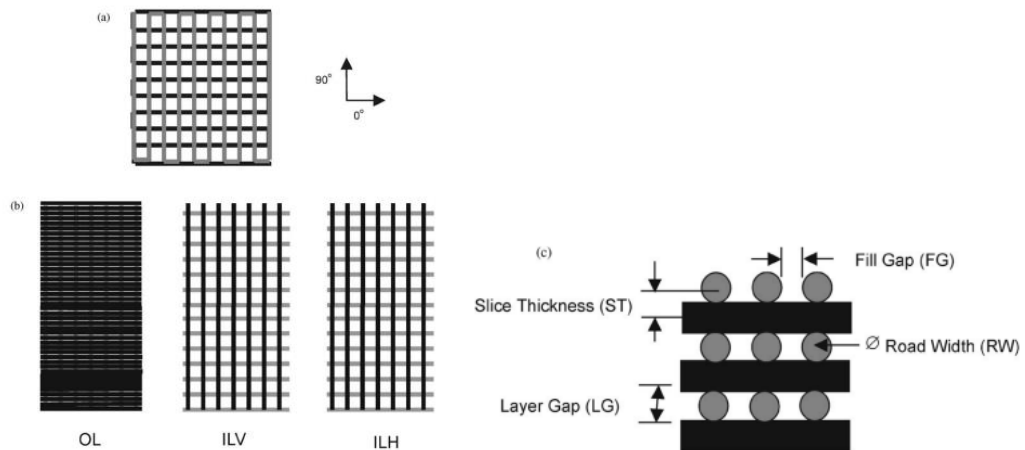 (a)
90°
0°
(b)
OL
ILV
ILH
(c)
Fill Gap (FG)
Slice Thickness (ST)
Ø Road Width (RW)
Layer Gap (LG)